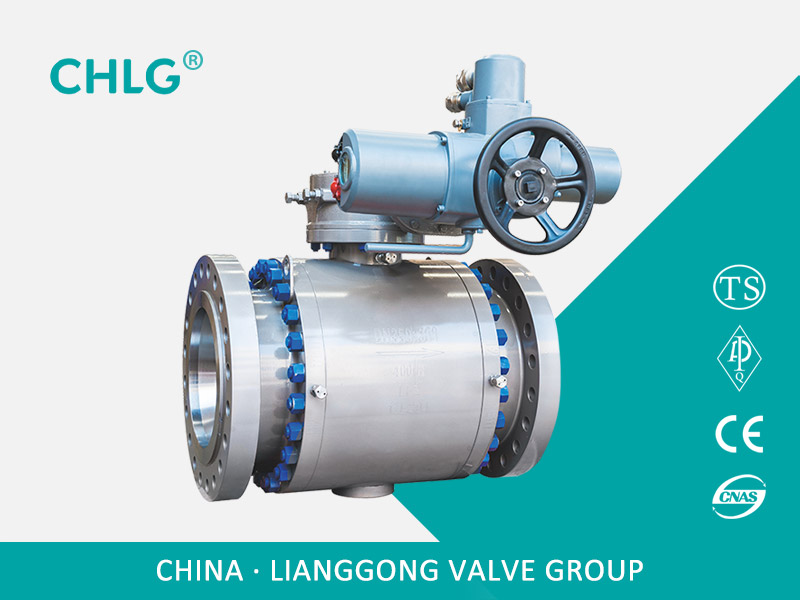 CHLG®
TS
Q
CE
CNAS
CHINA · LIANGGONG VALVE GROUP